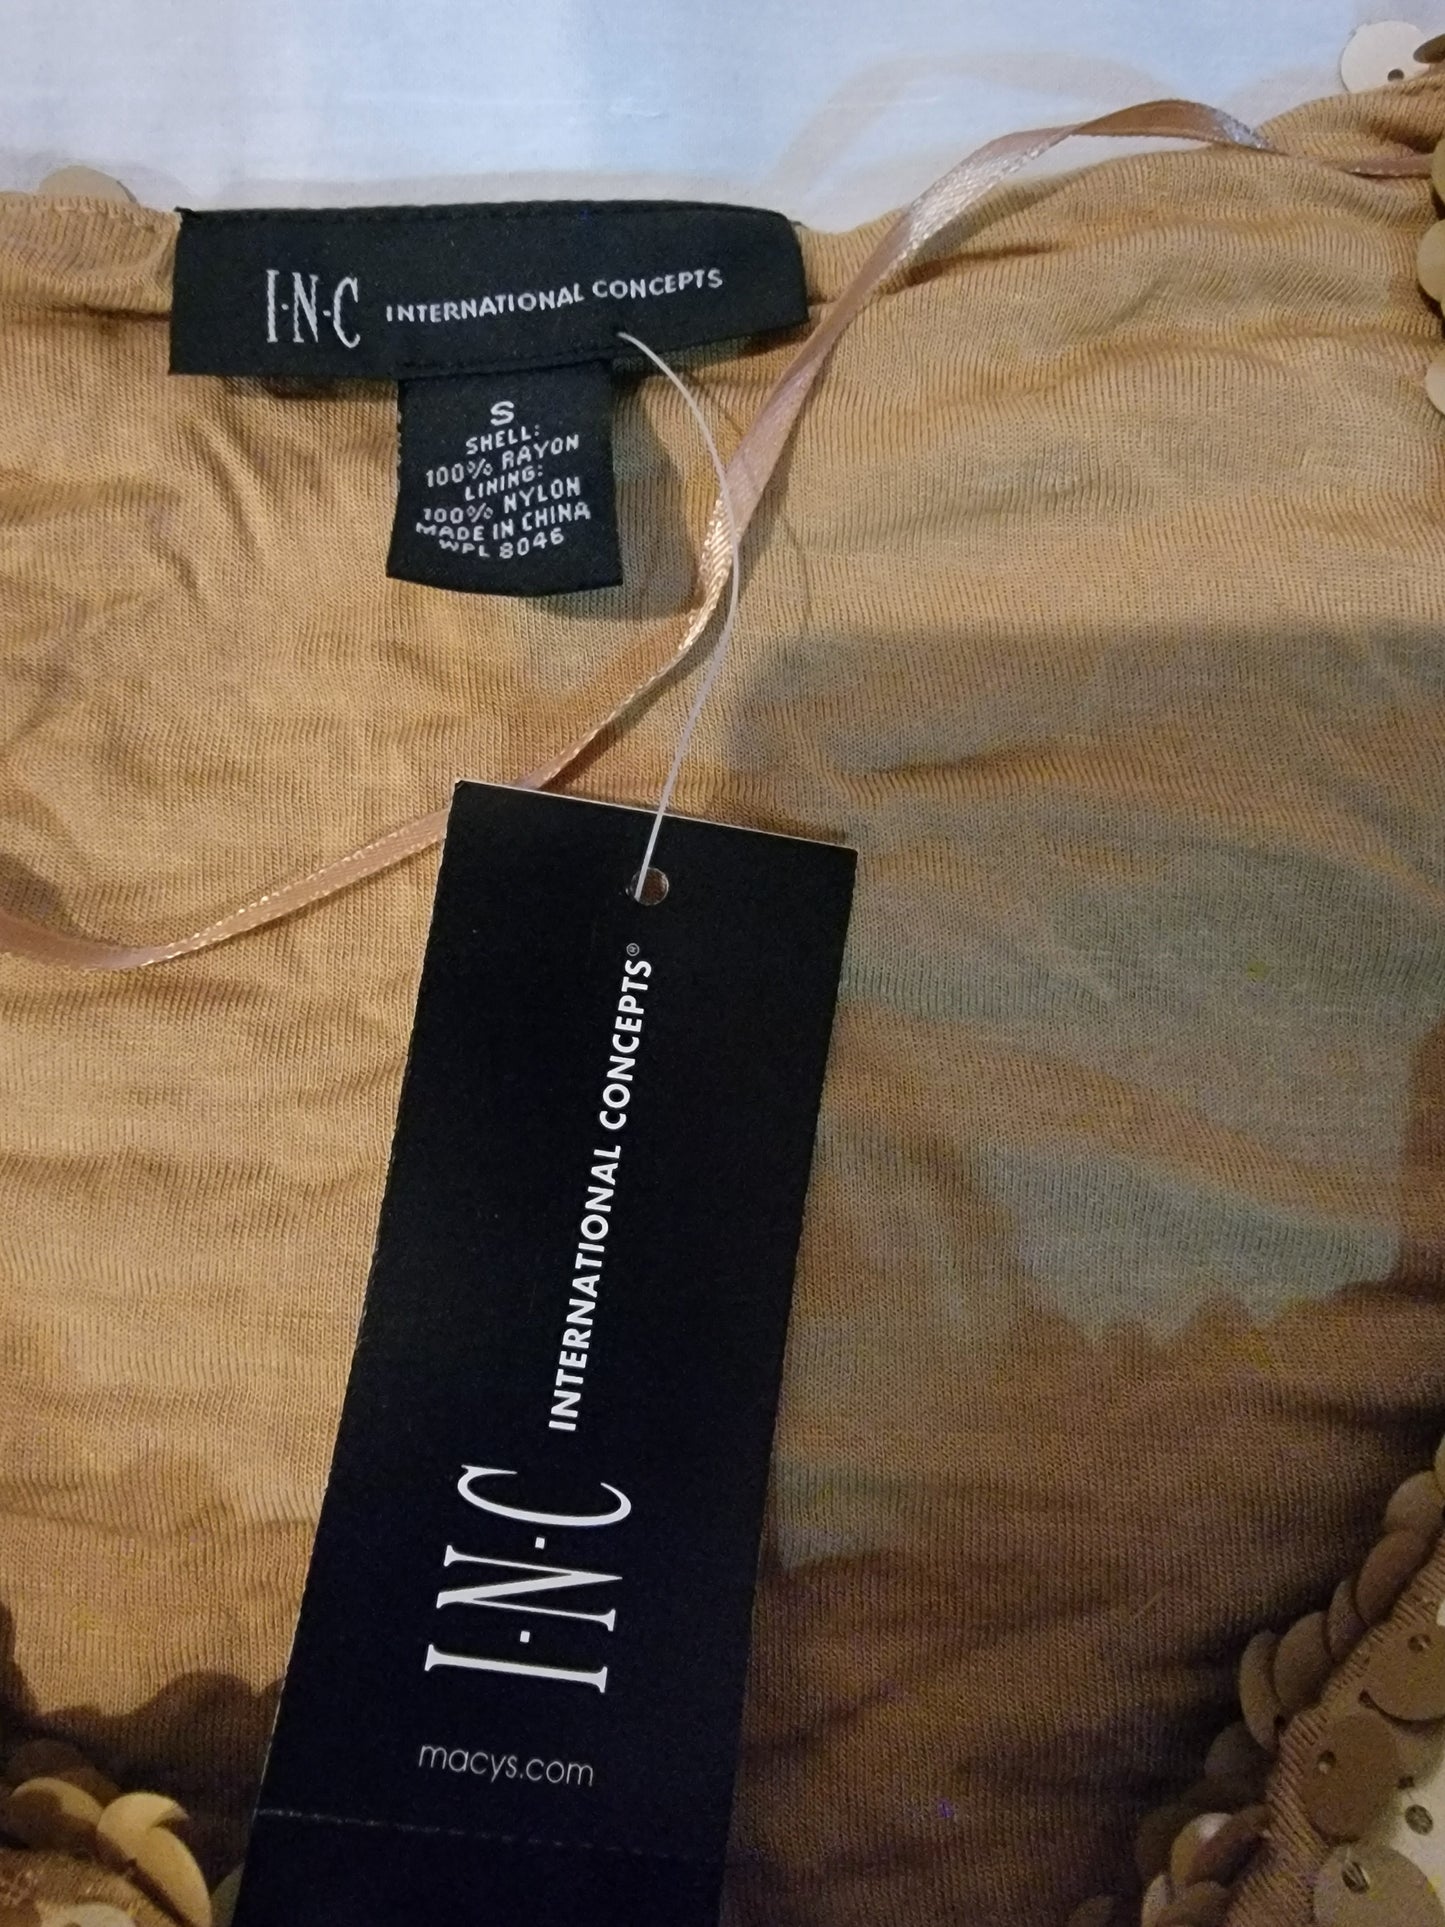 I·N·C INTERNATIONAL CONCEPTS
S
SHELL:
100% RAYON
LINING:
100% NYLON
MADE IN CHINA
WPL 8046
I·N·C INTERNATIONAL CONCEPTS®
macys.com